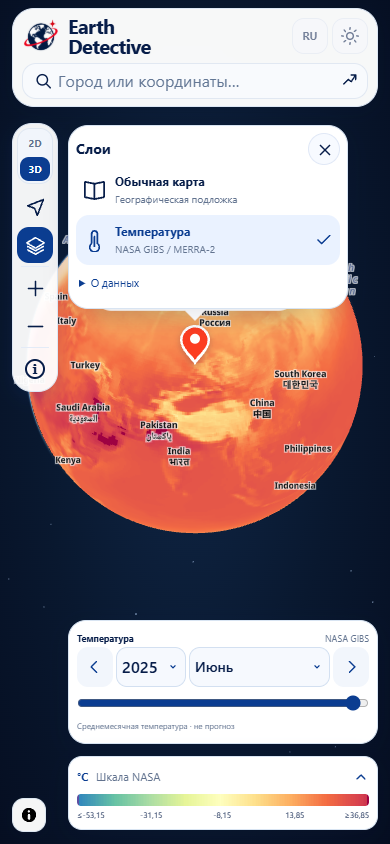 Earth
Detective
RU
Город или координаты...
2D
3D
Слои
Обычная карта
Географическая подложка
Температура
NASA GIBS / MERRA-2
О данных
Russia
Россия
Italy
Turkey
South Korea
대한민국
China
中国
Saudi Arabia
السعودية
Pakistan
پاکستان
India
भारत
Philippines
Kenya
Indonesia
Температура
NASA GIBS
2025
Июнь
Среднемесячная температура · не прогноз
°C Шкала NASA
≤ -53,15
-31,15
-8,15
13,85
≥36,85